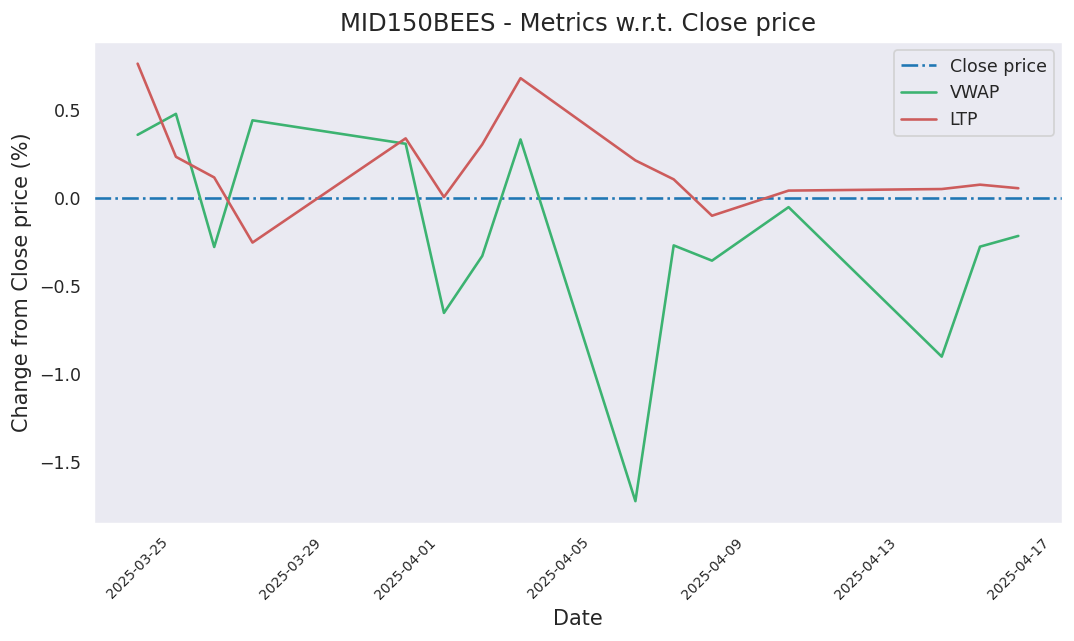 MID150BEES - Metrics w.r.t. Close price
Close price
VWAP
LTP
Change from Close price (%)
0.5
0.0
−0.5
−1.0
−1.5
2025-03-25
2025-03-29
2025-04-01
2025-04-05
2025-04-09
2025-04-13
2025-04-17
Date